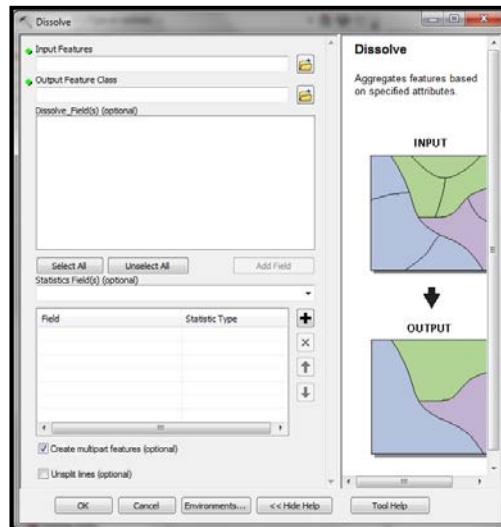 Dissolve
Input Features
Output Feature Class
Dissolve_Field(s) (optional)
Select All
Unselect All
Add Field
Statistics Field(s) (optional)
Field
Statistic Type
Create multipart features (optional)
Unsplit lines (optional)
OK
Cancel
Environments...
<< Hide Help
Tool Help
Dissolve
Aggregates features based
on specified attributes.
INPUT
OUTPUT